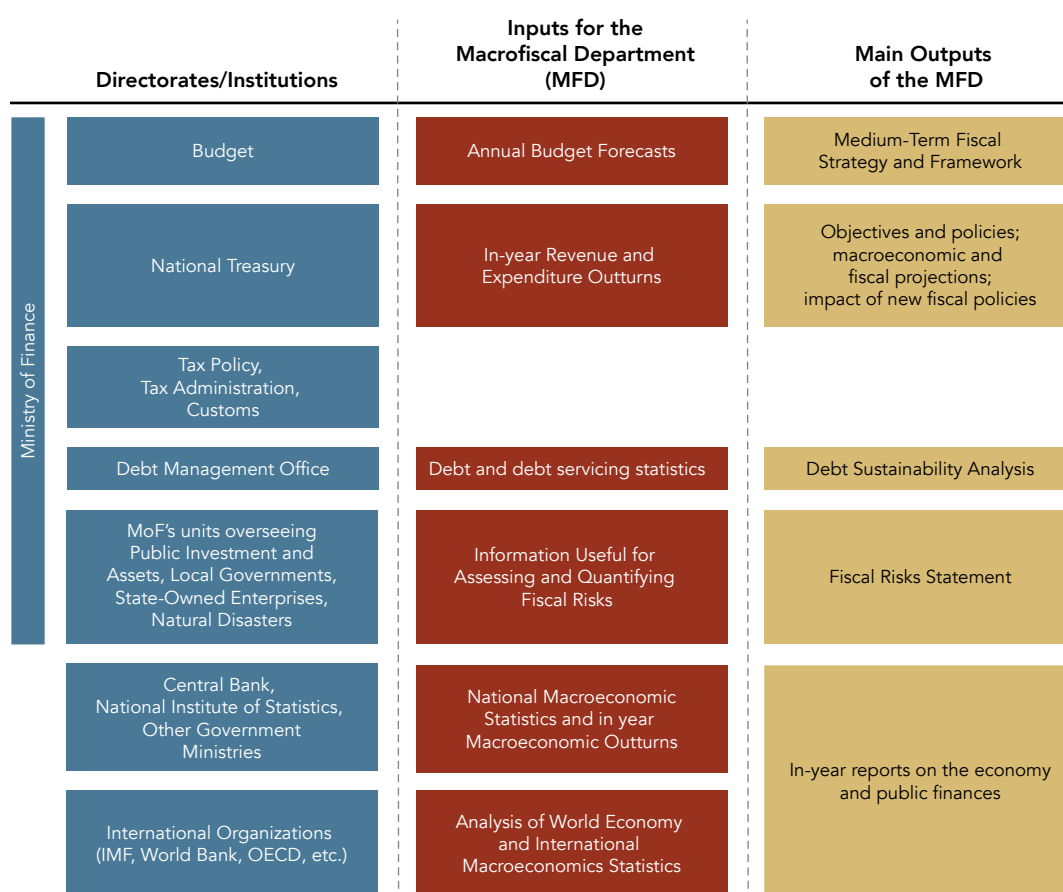 Directorates/Institutions
Inputs for the
Macrofiscal Department
(MFD)
Main Outputs
of the MFD
Ministry of Finance
Budget
Annual Budget Forecasts
Medium-Term Fiscal
Strategy and Framework
National Treasury
In-year Revenue and
Expenditure Outturns
Objectives and policies;
macroeconomic and
fiscal projections;
impact of new fiscal policies
Tax Policy,
Tax Administration,
Customs
Debt Management Office
Debt and debt servicing statistics
Debt Sustainability Analysis
MoF's units overseeing
Public Investment and
Assets, Local Governments,
State-Owned Enterprises,
Natural Disasters
Information Useful for
Assessing and Quantifying
Fiscal Risks
Fiscal Risks Statement
Central Bank,
National Institute of Statistics,
Other Government
Ministries
National Macroeconomic
Statistics and in year
Macroeconomic Outturns
In-year reports on the economy
and public finances
International Organizations
(IMF, World Bank, OECD, etc.)
Analysis of World Economy
and International
Macroeconomics Statistics